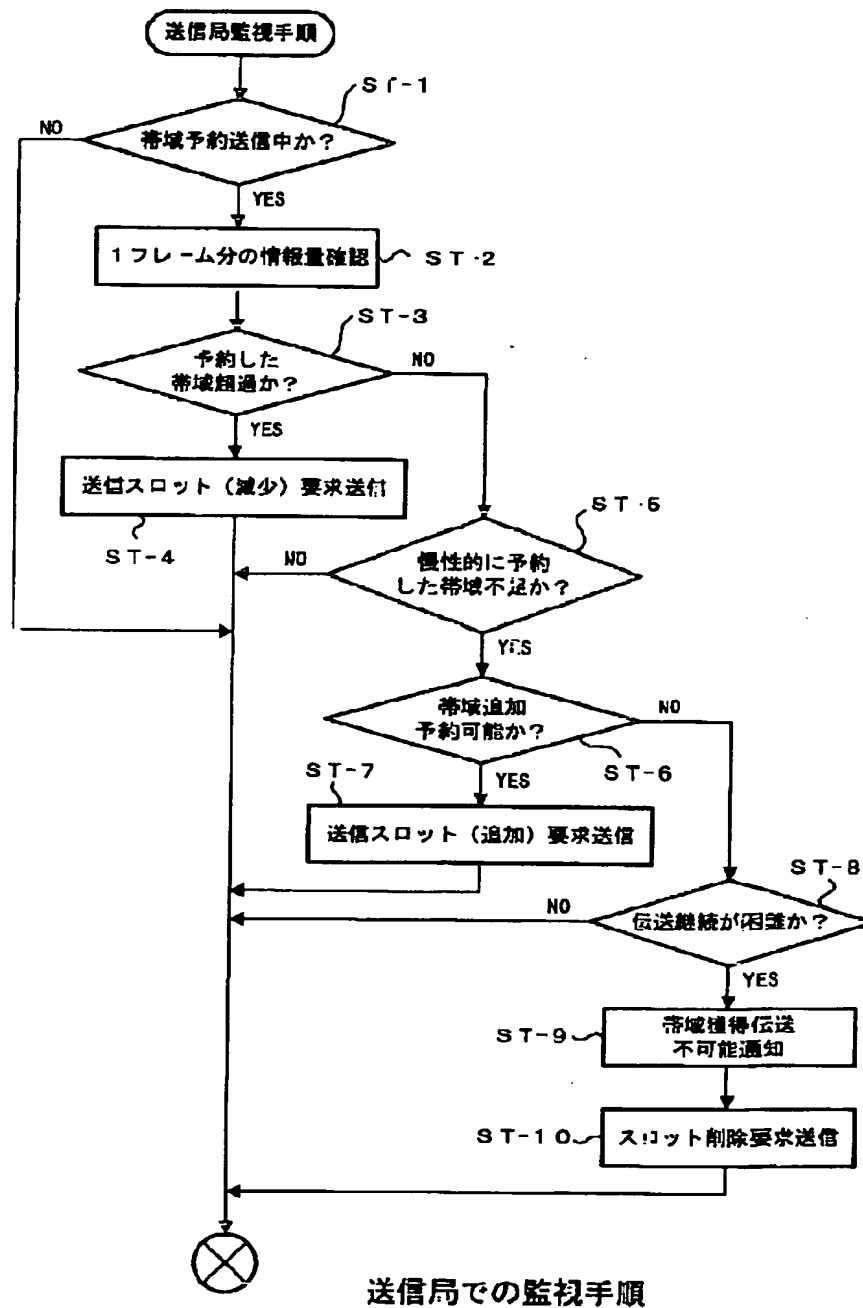 送信局監視手順
ST-1
帯域予約送信中か?
NO
YES
1フレーム分の情報量確認
ST-2
ST-3
予約した
帯域超過か?
NO
YES
送信スロット(減少)要求送信
ST-4
ST-5
慢性的に予約
した帯域不足か?
NO
YES
帯域追加
予約可能か?
NO
ST-6
YES
ST-7
送信スロット(追加)要求送信
ST-8
伝送継続が困難か?
NO
YES
帯域獲得伝送
不可能通知
ST-9
スロット削除要求送信
ST-10
送信局での監視手順